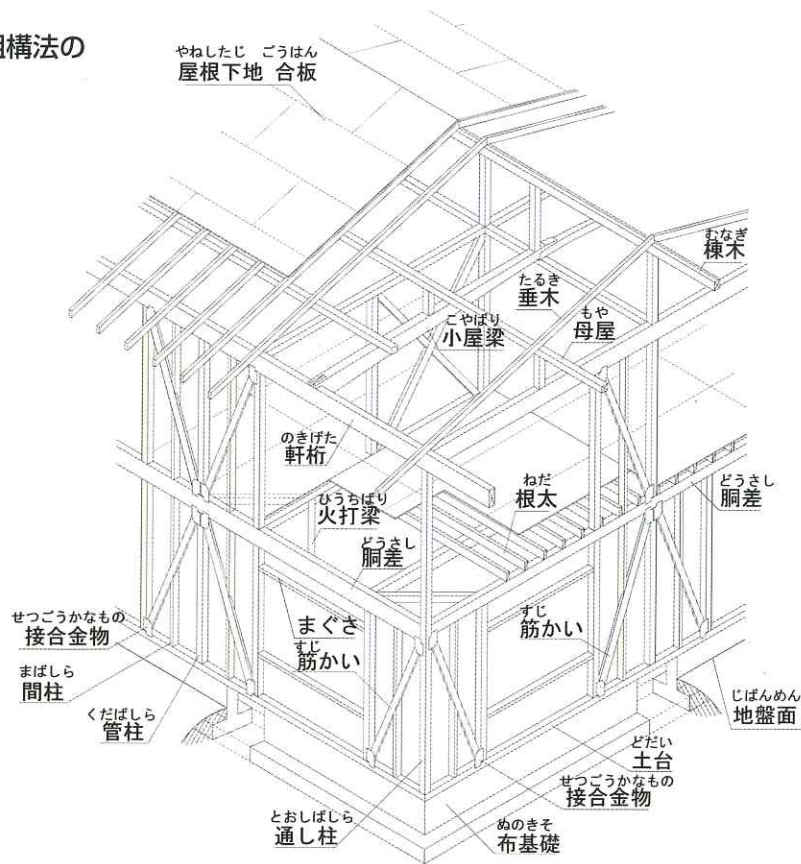 組構法の
やねしたじ ごうはん
屋根下地 合板
むなぎ
棟木
たるき
垂木
もや
母屋
こやばり
小屋梁
のきげた
軒桁
ねだ
根太
どうさし
胴差
ひうちばり
火打梁
どうさし
胴差
せつごうかなもの
接合金物
まぐさ
すじ
筋かい
すじ
筋かい
まばしら
間柱
くだばしら
管柱
じばんめん
地盤面
どだい
土台
せつごうかなもの
接合金物
とおしばしら
通し柱
ぬのきそ
布基礎